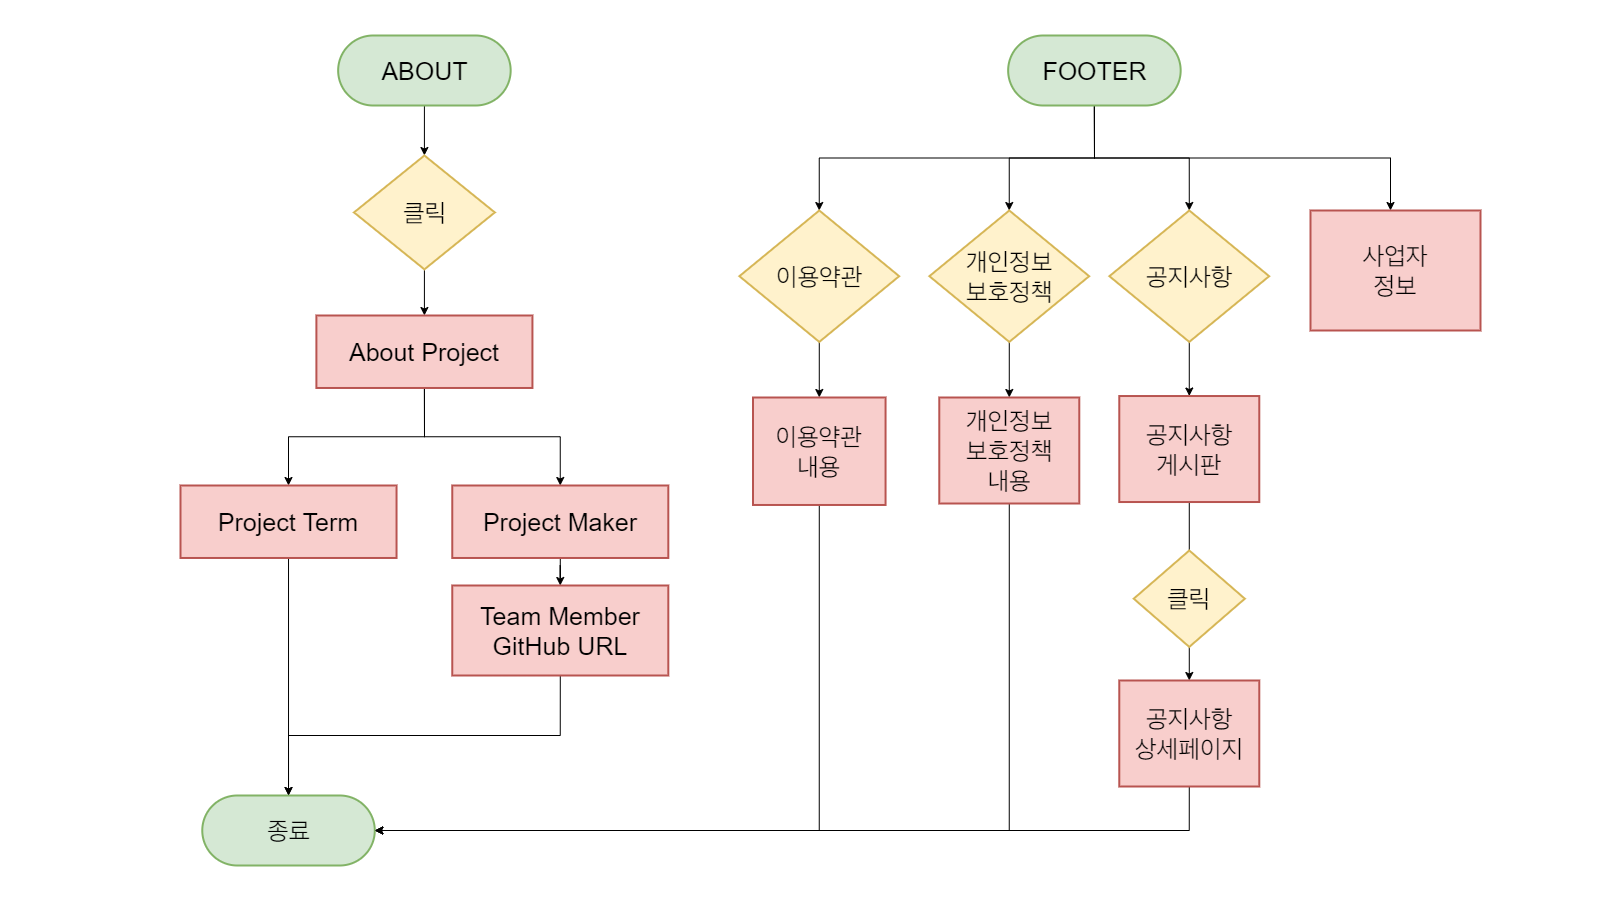 ABOUT
클릭
About Project
Project Term
Project Maker
Team Member
GitHub URL
종료
FOOTER
이용약관
개인정보
보호정책
공지사항
사업자
정보
이용약관
내용
개인정보
보호정책
내용
공지사항
게시판
클릭
공지사항
상세페이지